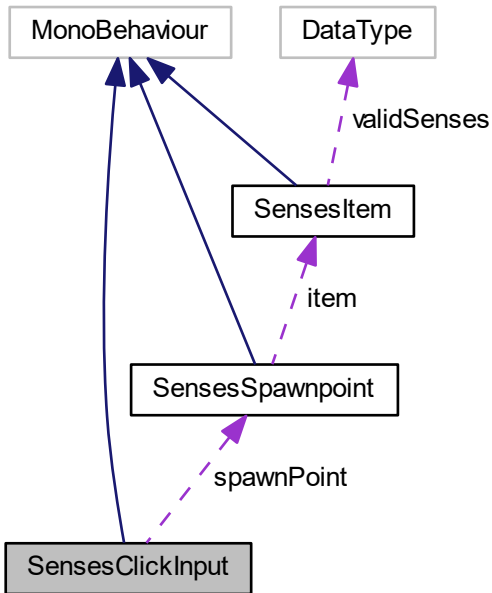 MonoBehaviour
DataType
validSenses
SensesItem
item
SensesSpawnpoint
spawnPoint
SensesClickInput